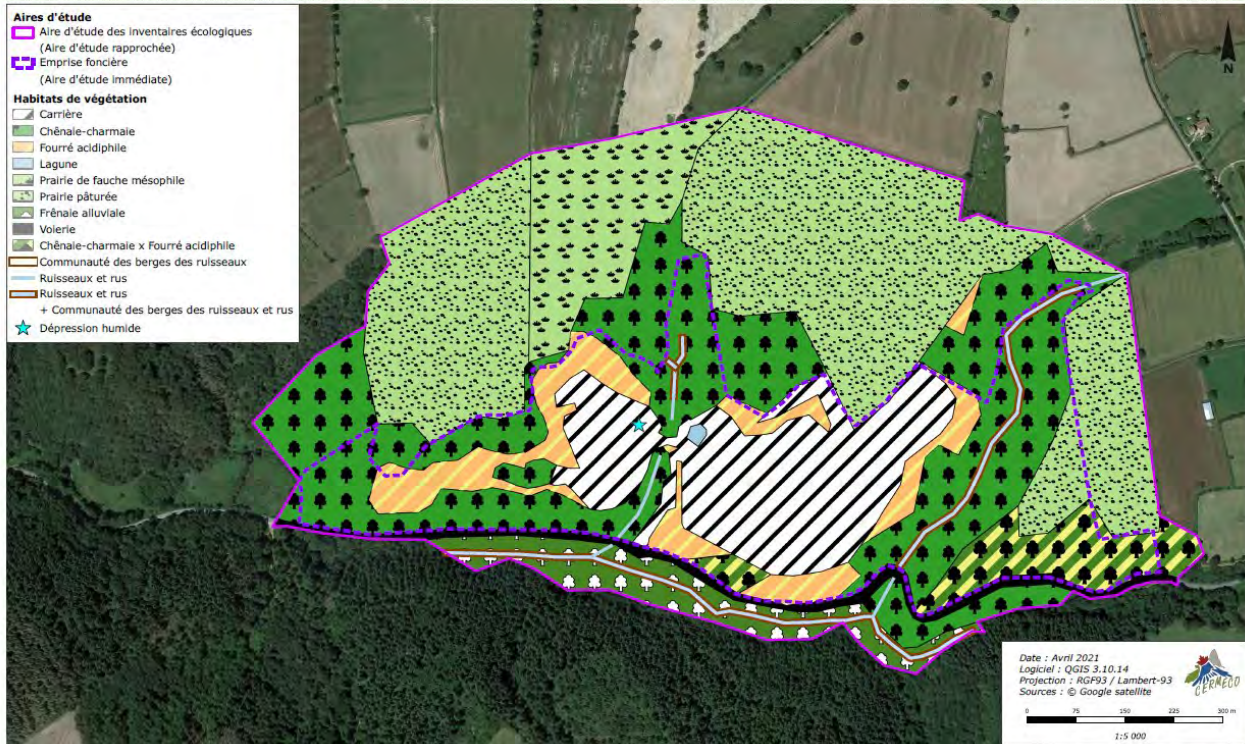 Aires d'étude
Aire d'étude des inventaires écologiques
(Aire d'étude rapprochée)
Emprise foncière
(Aire d'étude immédiate)
Habitats de végétation
Carrière
Chênaie-charmaie
Fourré acidiphile
Lagune
Prairie de fauche mésophile
Prairie pâturée
Frênaie alluviale
Voierie
Chênaie-charmaie x Fourré acidiphile
Communauté des berges des ruisseaux
Ruisseaux et rus
Ruisseaux et rus
+ Communauté des berges des ruisseaux et rus
Dépression humide
N
Date : Avril 2021
Logiciel : QGIS 3.10.14
Projection : RGF93 / Lambert-93
Sources : © Google satellite
CERMECO
0 75 150 225 300 m
1:5 000